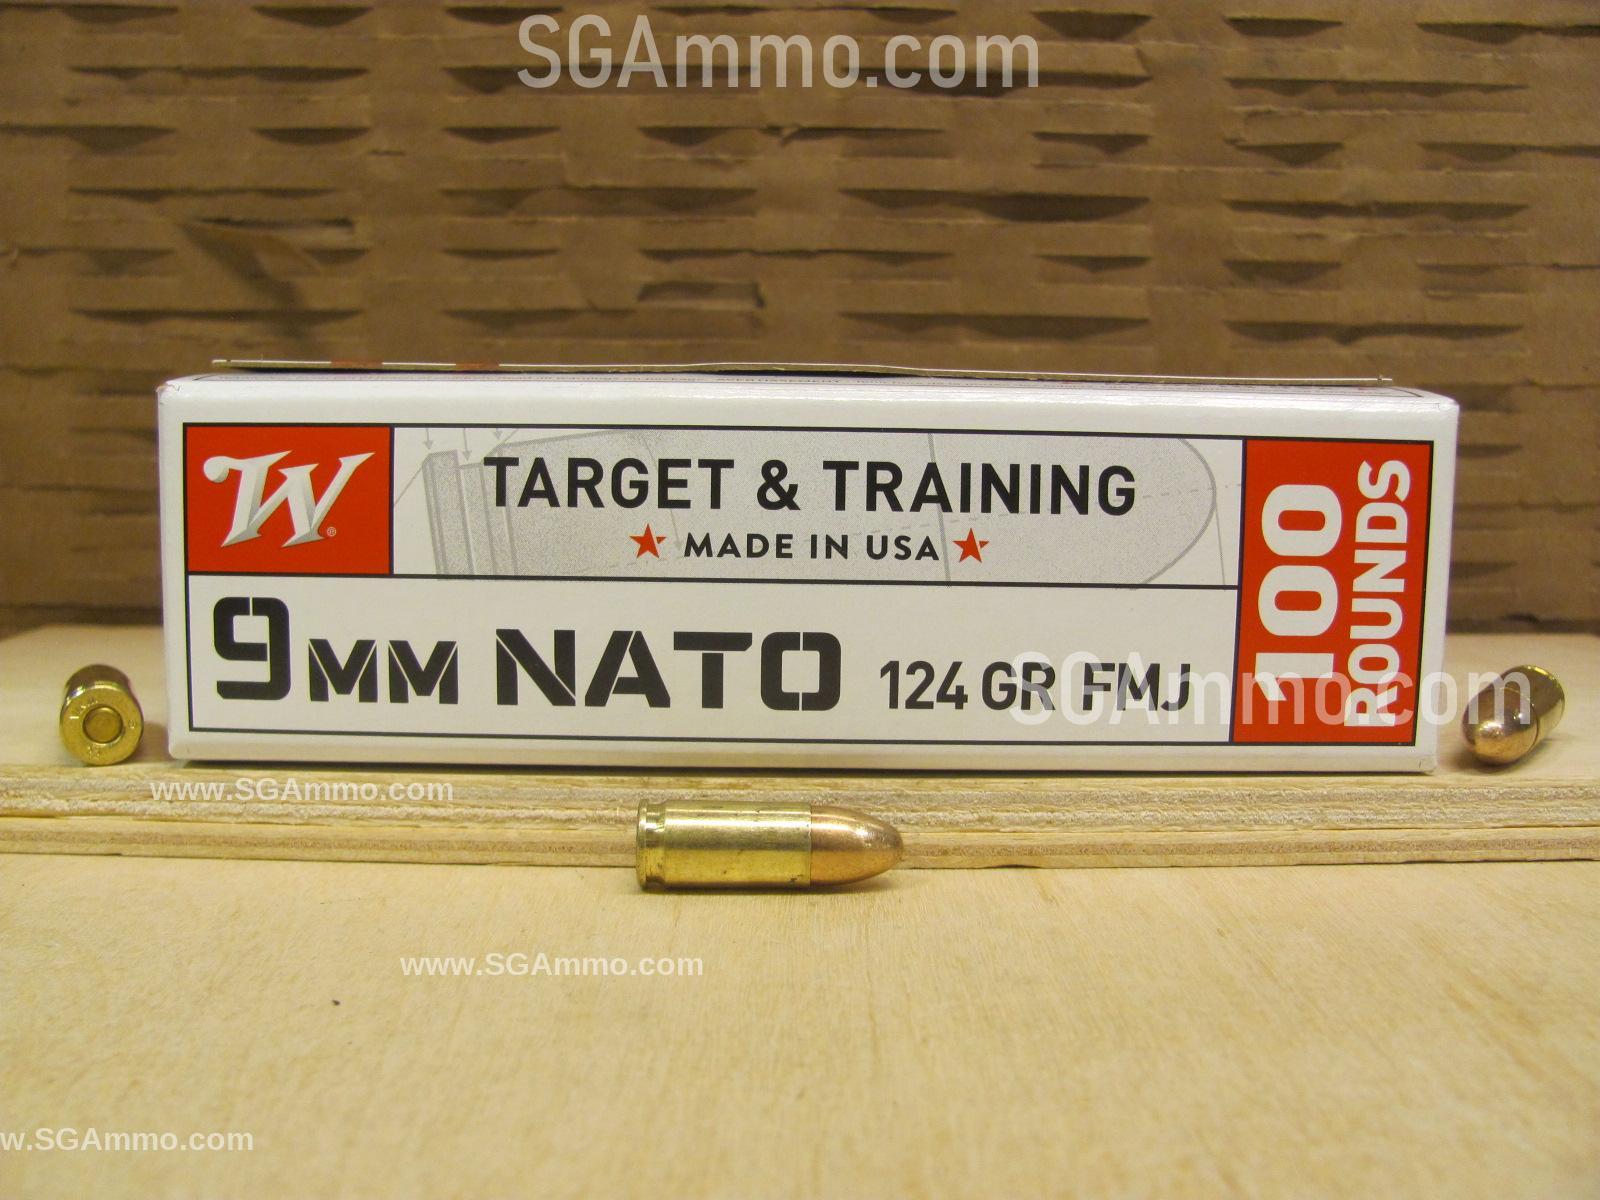 SGAmmo.com
W
®
TARGET & TRAINING
MADE IN USA
9MM NATO 124 GR FMJ
100
ROUNDS
SGAmmo.com
www.SGAmmo.com
www.SGAmmo.com
w.SGAmmo.com